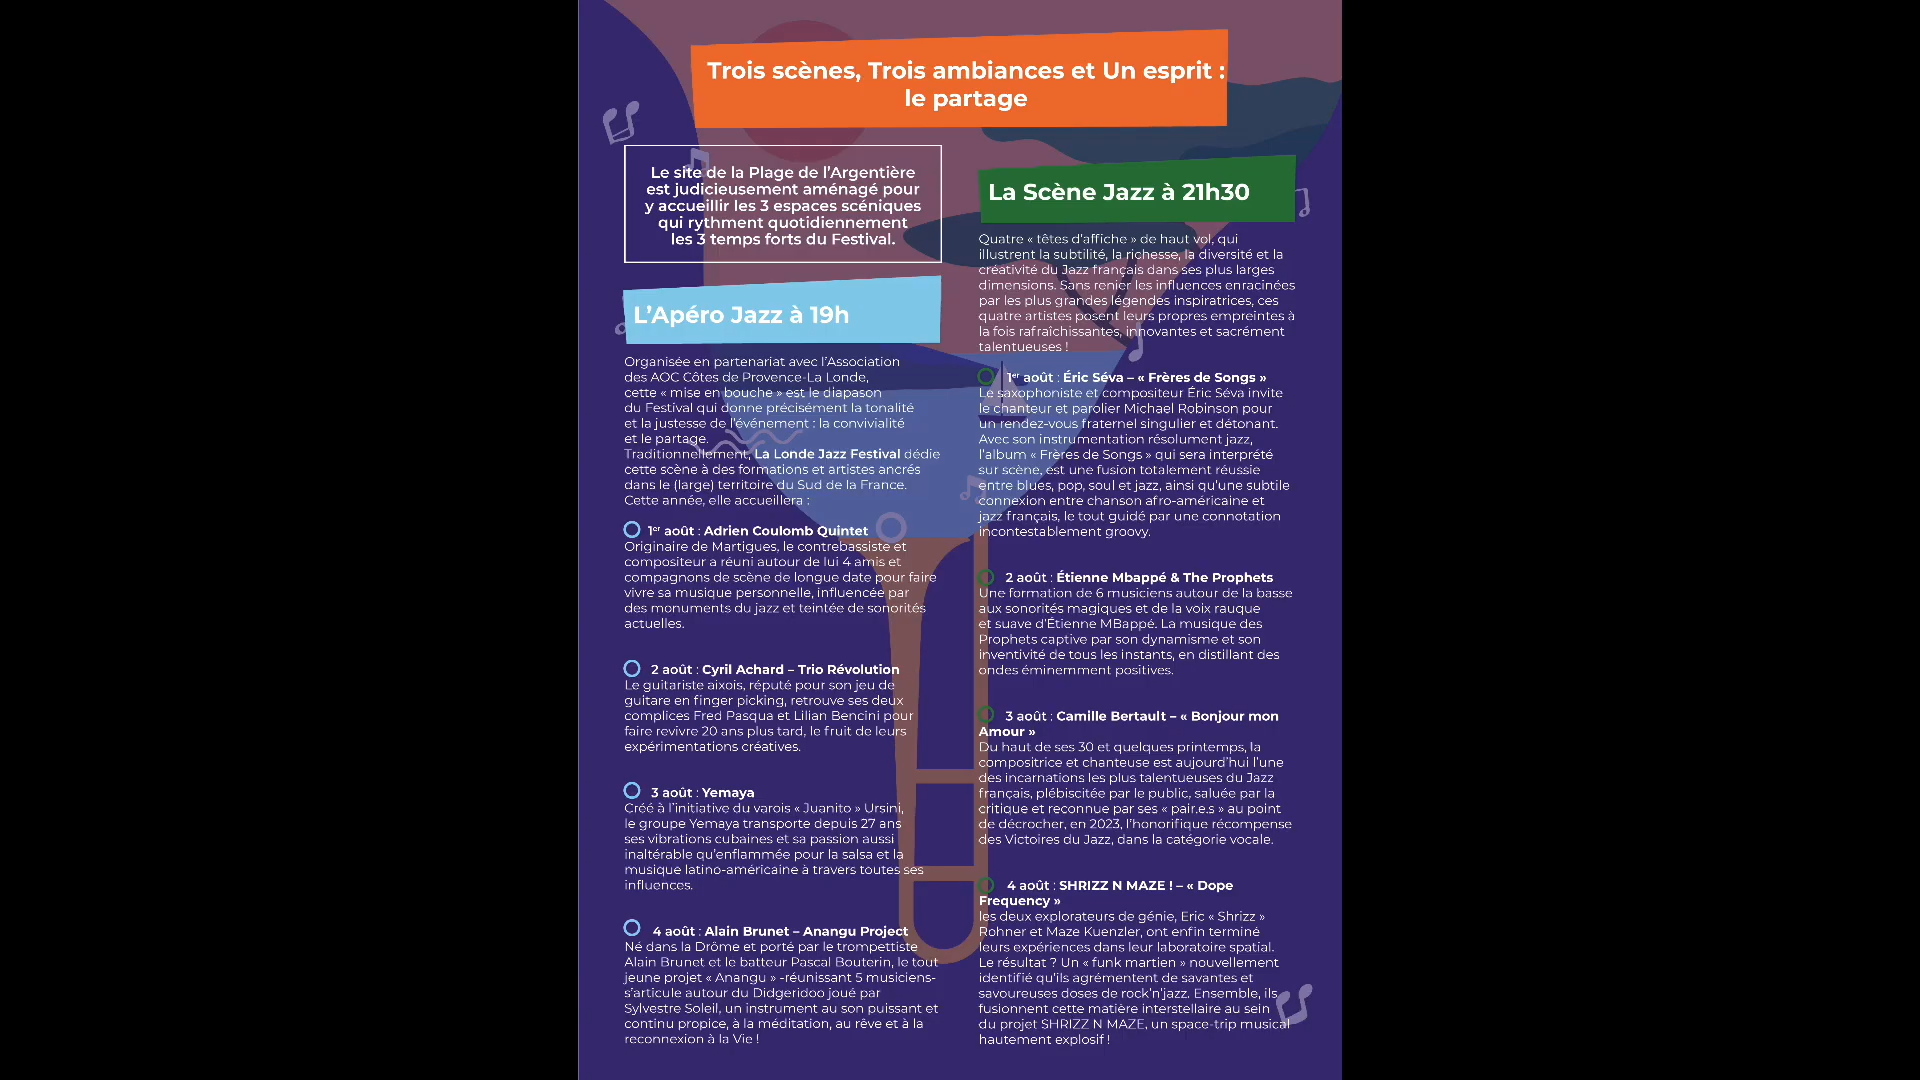 Trois scènes, Trois ambiances et Un esprit :
le partage
Le site de la Plage de l’Argentière
est judicieusement aménagé pour
y accueillir les 3 espaces scéniques
qui rythment quotidiennement
les 3 temps forts du Festival.
L’Apéro Jazz à 19h
Organisée en partenariat avec l’Association
des AOC Côtes de Provence-La Londe,
cette « mise en bouche » est le diapason
du Festival qui donne précisément la tonalité
et la justesse de l’événement : la convivialité
et le partage.
Traditionnellement, La Londe Jazz Festival dédie
cette scène à des formations et artistes ancrés
dans le (large) territoire du Sud de la France.
Cette année, elle accueillera :
1er août : Adrien Coulomb Quintet
Originaire de Martigues, le contrebassiste et
compositeur a réuni autour de lui 4 amis et
compagnons de scène de longue date pour faire
vivre sa musique personnelle, influencée par
des monuments du jazz et teintée de sonorités
actuelles.
2 août : Cyril Achard – Trio Révolution
Le guitariste aixois, réputé pour son jeu de
guitare en finger picking, retrouve ses deux
complices Fred Pasqua et Lilian Bencini pour
faire revivre 20 ans plus tard, le fruit de leurs
expérimentations créatives.
3 août : Yemaya
Créé à l’initiative du varois « Juanito » Ursini,
le groupe Yemaya transporte depuis 27 ans
ses vibrations cubaines et sa passion aussi
inaltérable qu’enflammée pour la salsa et la
musique latino-américaine à travers toutes ses
influences.
4 août : Alain Brunet – Anangu Project
Né dans la Drôme et porté par le trompettiste
Alain Brunet et le batteur Pascal Bouterin, le tout
jeune projet « Anangu » -réunissant 5 musiciens-
s’articule autour du Didgeridoo joué par
Sylvestre Soleil, un instrument au son puissant et
continu propice, à la méditation, au rêve et à la
reconnexion à la Vie !
La Scène Jazz à 21h30
Quatre « têtes d’affiche » de haut vol, qui
illustrent la subtilité, la richesse, la diversité et la
créativité du Jazz français dans ses plus larges
dimensions. Sans renier les influences enracinées
par les plus grandes légendes inspiratrices, ces
quatre artistes posent leurs propres empreintes à
la fois rafraîchissantes, innovantes et sacrément
talentueuses !
1er août : Éric Séva – « Frères de Songs »
Le saxophoniste et compositeur Éric Séva invite
le chanteur et parolier Michael Robinson pour
un rendez-vous fraternel singulier et détonant.
Avec son instrumentation résolument jazz,
l’album « Frères de Songs » qui sera interprété
sur scène, est une fusion totalement réussie
entre blues, pop, soul et jazz, ainsi qu’une subtile
connexion entre chanson afro-américaine et
jazz français, le tout guidé par une connotation
incontestablement groovy.
2 août : Étienne Mbappé & The Prophets
Une formation de 6 musiciens autour de la basse
aux sonorités magiques et de la voix rauque
et suave d’Étienne MBappé. La musique des
Prophets captive par son dynamisme et son
inventivité de tous les instants, en distillant des
ondes éminemment positives.
3 août : Camille Bertault – « Bonjour mon
Amour »
Du haut de ses 30 et quelques printemps, la
compositrice et chanteuse est aujourd’hui l’une
des incarnations les plus talentueuses du Jazz
français, plébiscitée par le public, saluée par la
critique et reconnue par ses « pair.e.s » au point
de décrocher, en 2023, l’honorifique récompense
des Victoires du Jazz, dans la catégorie vocale.
4 août : SHRIZZ N MAZE ! – « Dope
Frequency »
les deux explorateurs de génie, Eric « Shrizz »
Rohner et Maze Kuenzler, ont enfin terminé
leurs expériences dans leur laboratoire spatial.
Le résultat ? Un « funk martien » nouvellement
identifié qu’ils agrémentent de savantes et
savoureuses doses de rock’n’jazz. Ensemble, ils
fusionnent cette matière interstellaire au sein
du projet SHRIZZ N MAZE, un space-trip musical
hautement explosif !